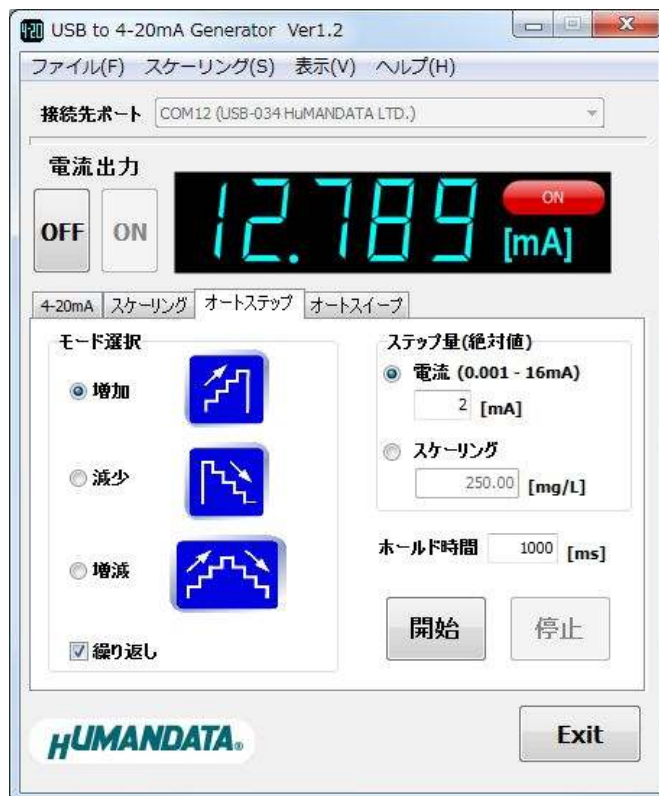 4-20 USB to 4-20mA Generator Ver1.2
ファイル(F) スケーリング(S) 表示(V) ヘルプ(H)
接続先ポート COM12 (USB-034 HuMANDATA LTD.)
電流出力
OFF ON 12.789 ON [mA]
4-20mA スケーリング オートステップ オートスイープ
モード選択
増加
減少
増減
繰り返し
ステップ量(絶対値)
電流 (0.001 - 16mA)
2 [mA]
スケーリング
250.00 [mg/L]
ホールド時間 1000 [ms]
開始 停止
HUMANDATA®
Exit